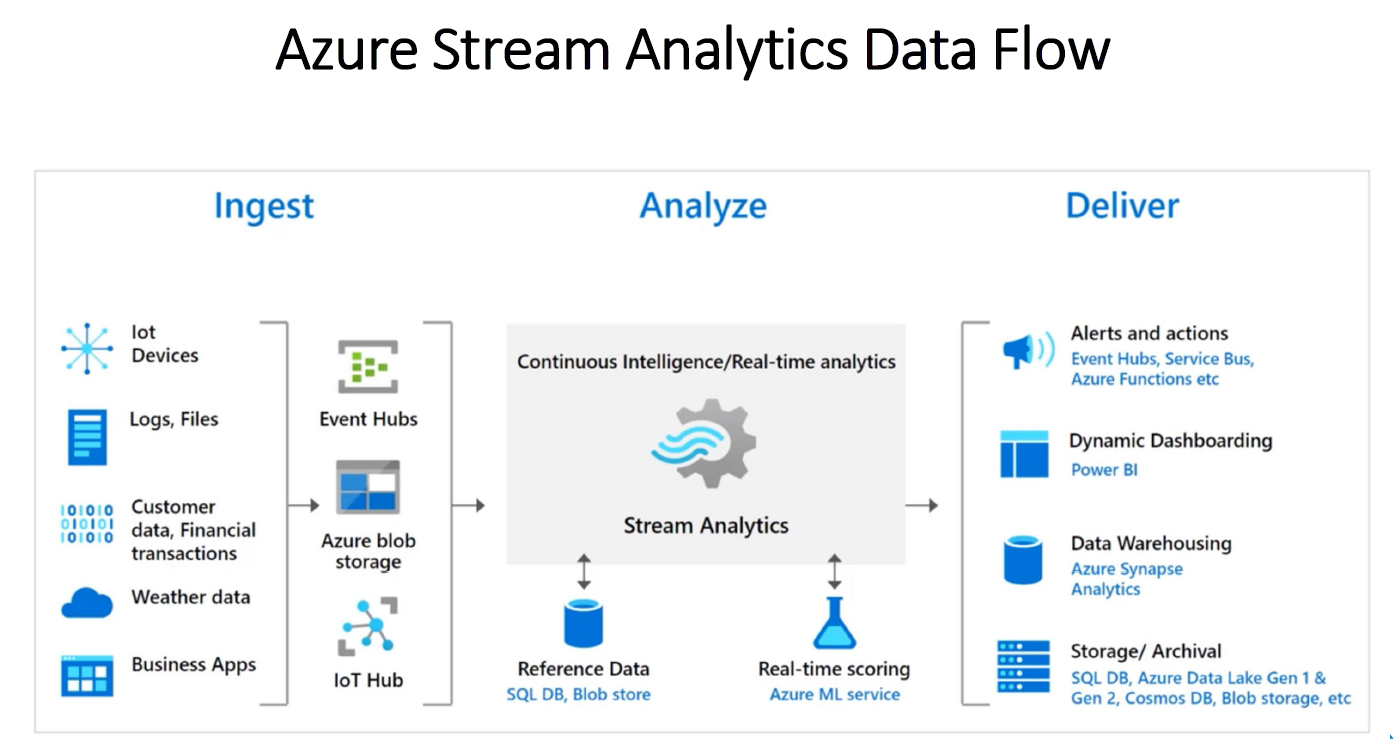 Azure Stream Analytics Data Flow
Ingest
Analyze
Deliver
Iot
Devices
Logs, Files
Customer
data, Financial
transactions
Weather data
Business Apps
Event Hubs
Azure blob
storage
IoT Hub
Continuous Intelligence/Real-time analytics
Stream Analytics
Reference Data
SQL DB, Blob store
Real-time scoring
Azure ML service
Alerts and actions
Event Hubs, Service Bus,
Azure Functions etc
Dynamic Dashboarding
Power BI
Data Warehousing
Azure Synapse
Analytics
Storage/ Archival
SQL DB, Azure Data Lake Gen 1 &
Gen 2, Cosmos DB, Blob storage, etc